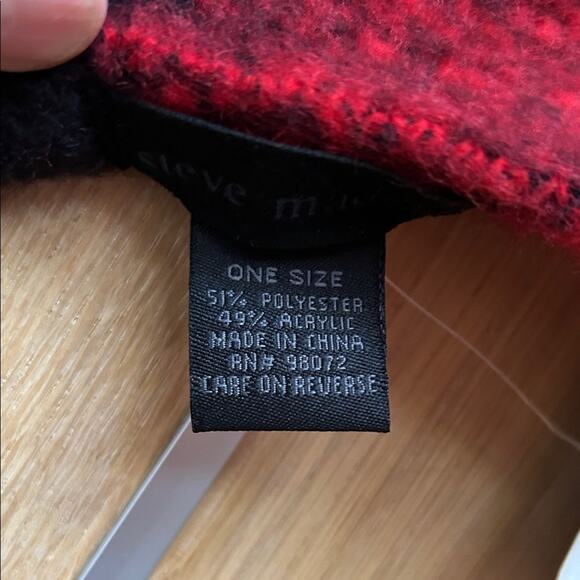 steve
ONE SIZE
51% POLYESTER
49% ACRYLIC
MADE IN CHINA
RN# 98072
CARE ON REVERSE